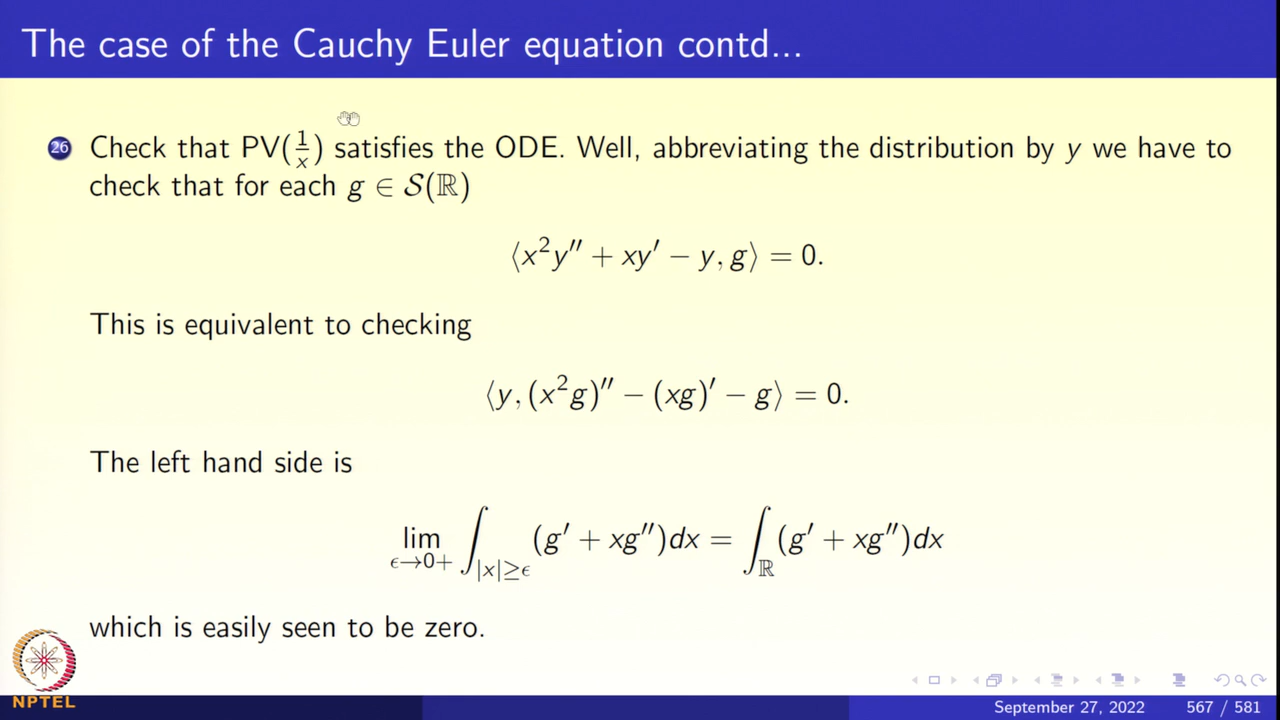 The case of the Cauchy Euler equation contd...
26 Check that PV(1/x) satisfies the ODE. Well, abbreviating the distribution by y we have to
check that for each g ∈ 𝒮(ℝ)
⟨x²y′′ + xy′ − y, g⟩ = 0.
This is equivalent to checking
⟨y, (x²g)′′ − (xg)′ − g⟩ = 0.
The left hand side is
lim_{ϵ→0+} ∫_{|x|≥ϵ} (g′ + xg′′)dx = ∫_ℝ (g′ + xg′′)dx
which is easily seen to be zero.
NPTEL
September 27, 2022 567 / 581